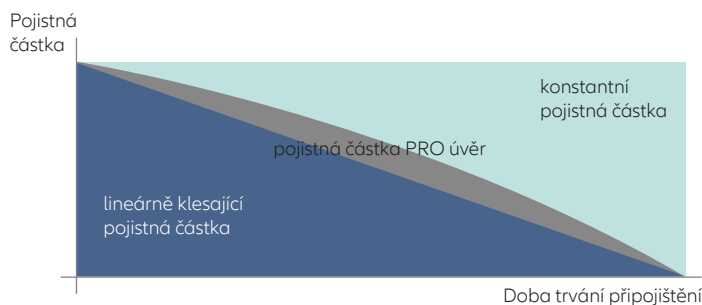 Pojistná
částka
konstantní
pojistná částka
pojistná částka PRO úvěr
lineárně klesající
pojistná částka
Doba trvání připojištění